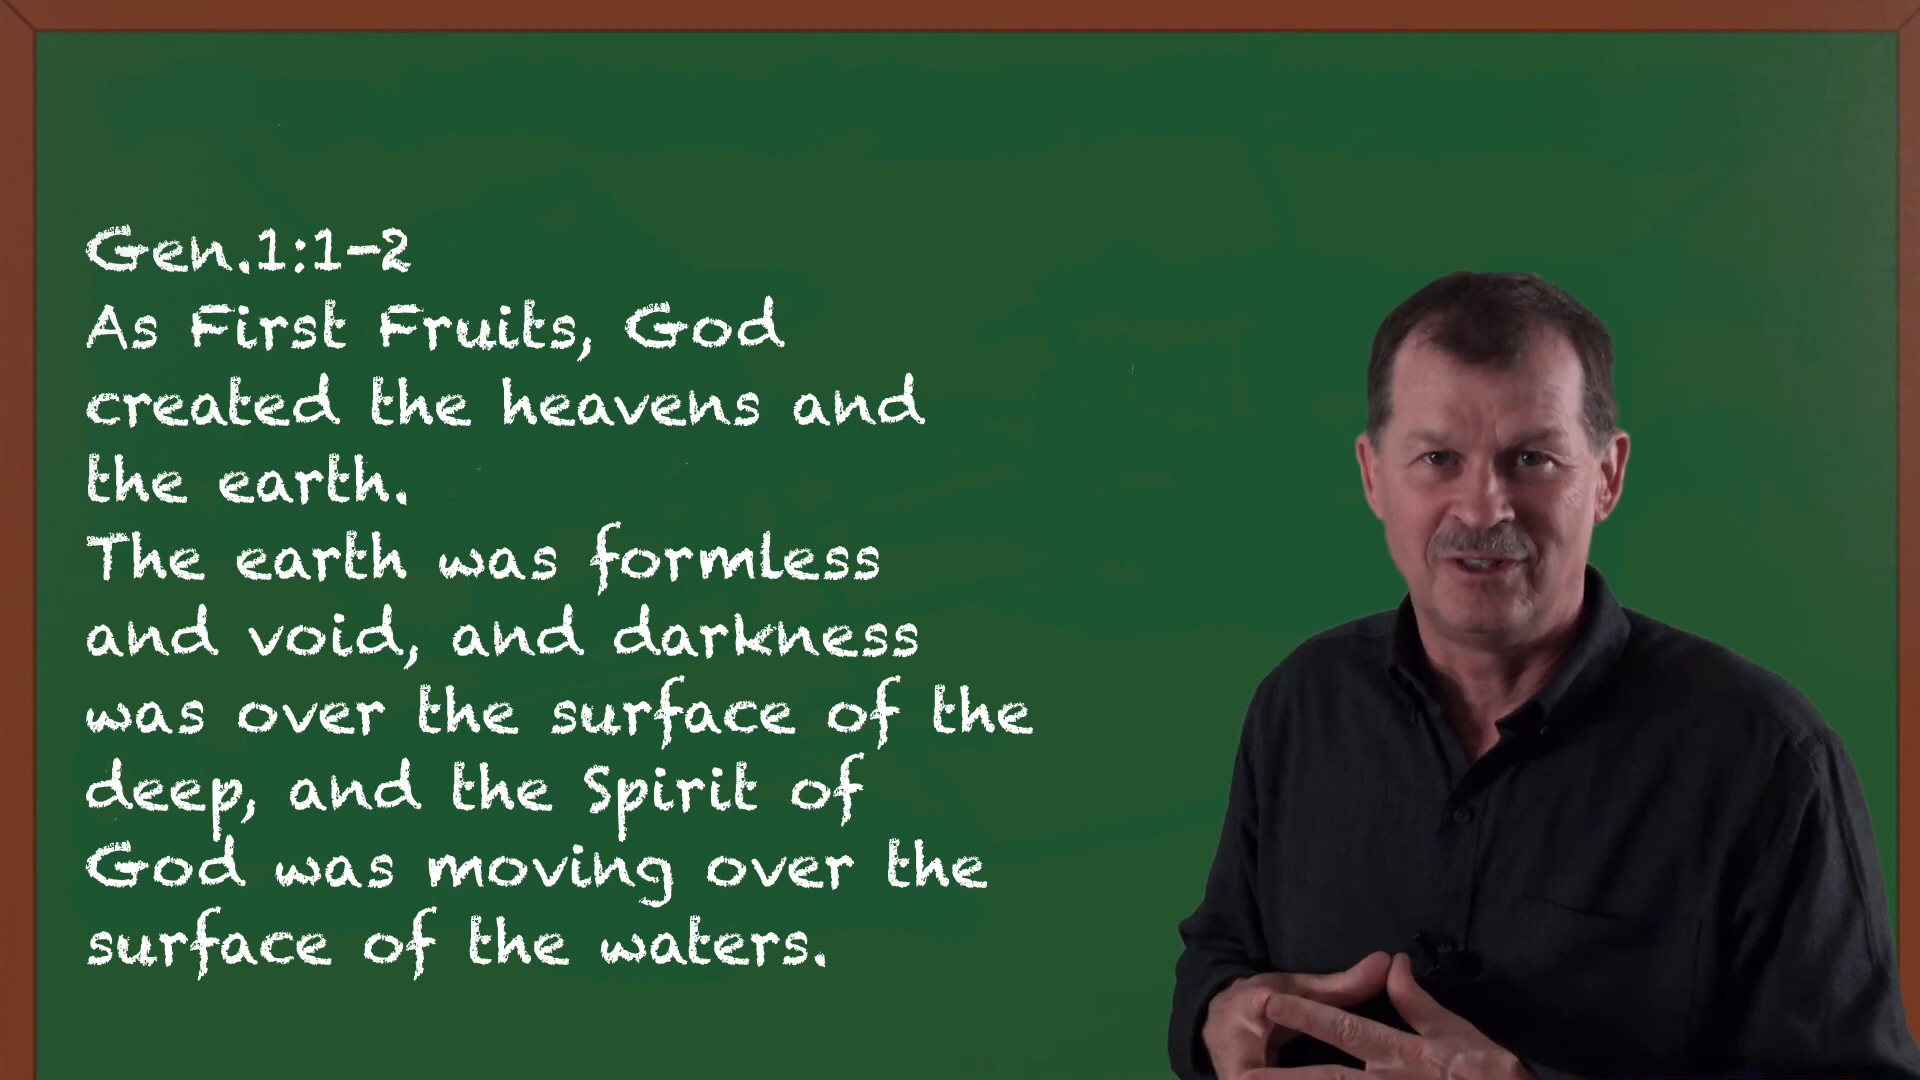 Gen.1:1-2
As First Fruits, God
created the heavens and
the earth.
The earth was formless
and void, and darkness
was over the surface of the
deep, and the Spirit of
God was moving over the
surface of the waters.